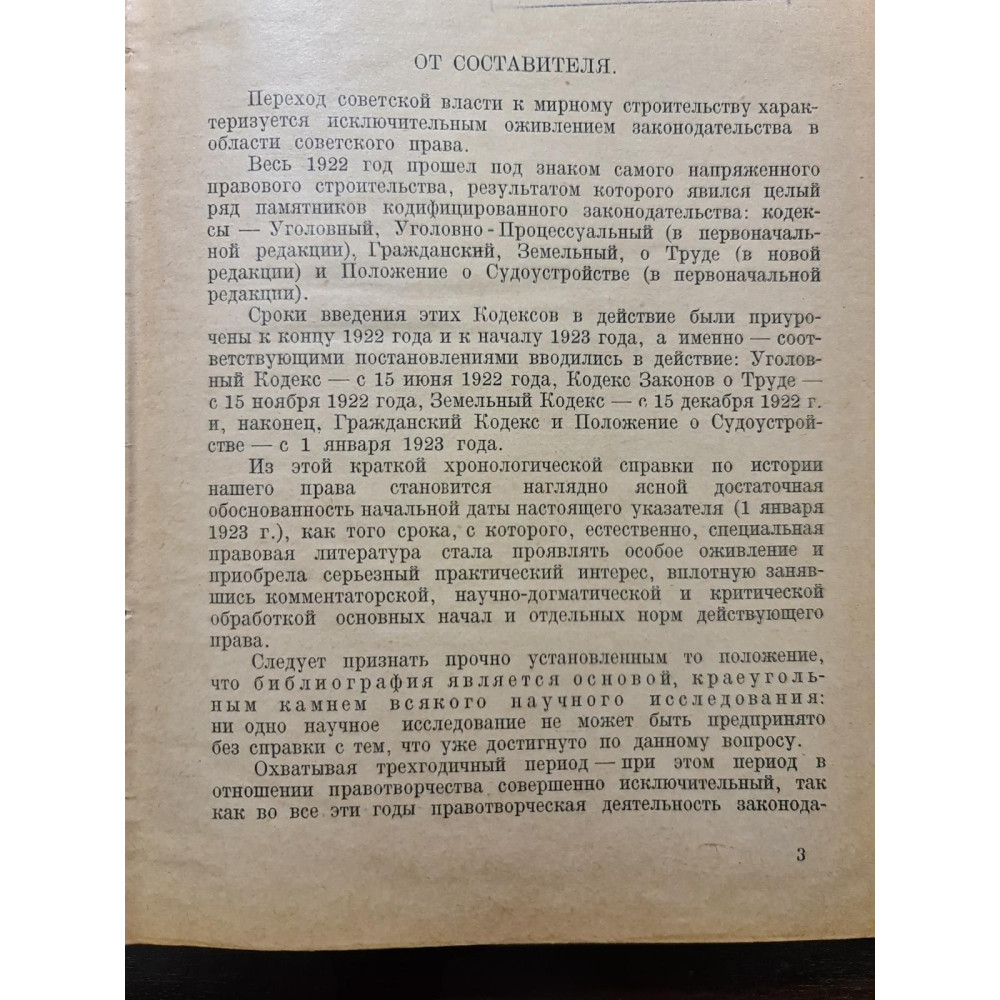 ОТ СОСТАВИТЕЛЯ.
Переход советской власти к мирному строительству харак-
теризуется исключительным оживлением законодательства в
области советского права.
Весь 1922 год прошел под знаком самого напряженного
правового строительства, результатом которого явился целый
ряд памятников кодифицированного законодательства: кодек-
сы — Уголовный, Уголовно-Процессуальный (в первоначаль-
ной редакции), Гражданский, Земельный, о Труде (в новой
редакции) и Положение о Судоустройстве (в первоначальной
редакции).
Сроки введения этих Кодексов в действие были приуро-
чены к концу 1922 года и к началу 1923 года, а именно — соот-
ветствующими постановлениями вводились в действие: Уголов-
ный Кодекс — с 15 июня 1922 года, Кодекс Законов о Труде —
с 15 ноября 1922 года, Земельный Кодекс — с 15 декабря 1922 г.
и, наконец, Гражданский Кодекс и Положение о Судоустрой-
стве — с 1 января 1923 года.
Из этой краткой хронологической справки по истории
нашего права становится наглядно ясной достаточная
обоснованность начальной даты настоящего указателя (1 января
1923 г.), как того срока, с которого, естественно, специальная
правовая литература стала проявлять особое оживление и
приобрела серьезный практический интерес, вплотную заняв-
шись комментаторской, научно-догматической и критической
обработкой основных начал и отдельных норм действующего
права.
Следует признать прочно установленным то положение,
что библиография является основой, краеуголь-
ным камнем всякого научного исследования:
ни одно научное исследование не может быть предпринято
без справки с тем, что уже достигнуто по данному вопросу.
Охватывая трехгодичный период — при этом период в
отношении правотворчества совершенно исключительный, так
как во все эти годы правотворческая деятельность законода-
3